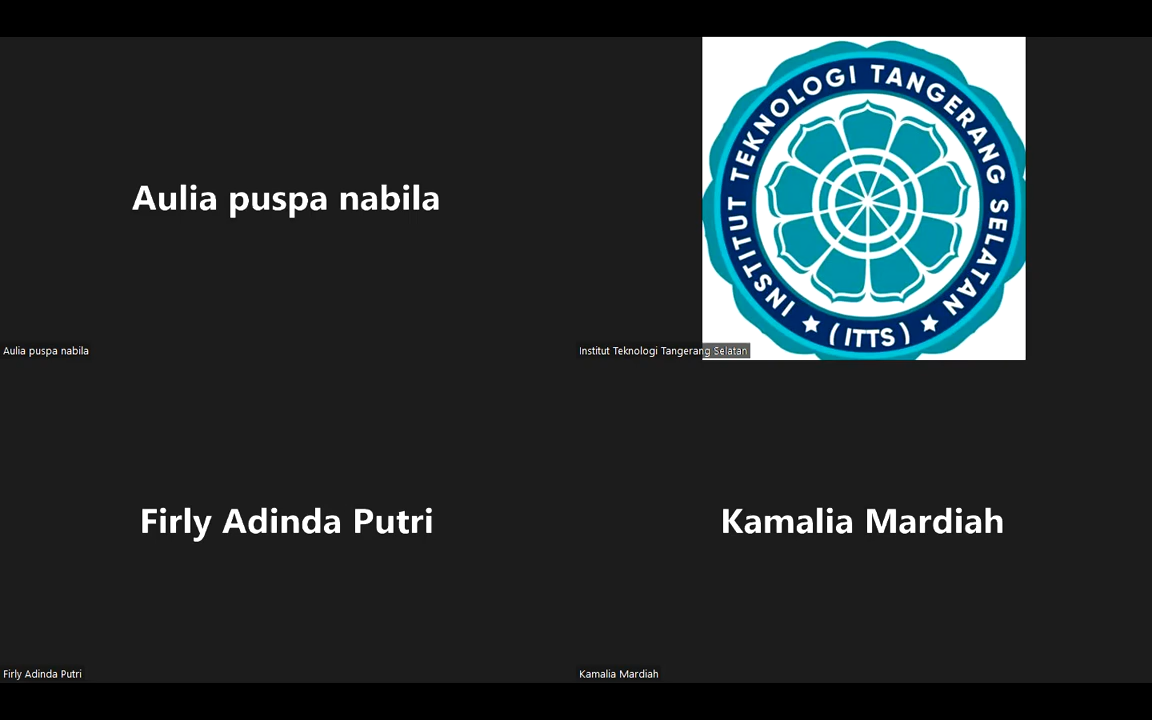 Aulia puspa nabila
Aulia puspa nabila
INSTITUT TEKNOLOGI TANGERANG SELATAN
(ITTS)
Institut Teknologi Tangerang Selatan
Firly Adinda Putri
Firly Adinda Putri
Kamalia Mardiah
Kamalia Mardiah